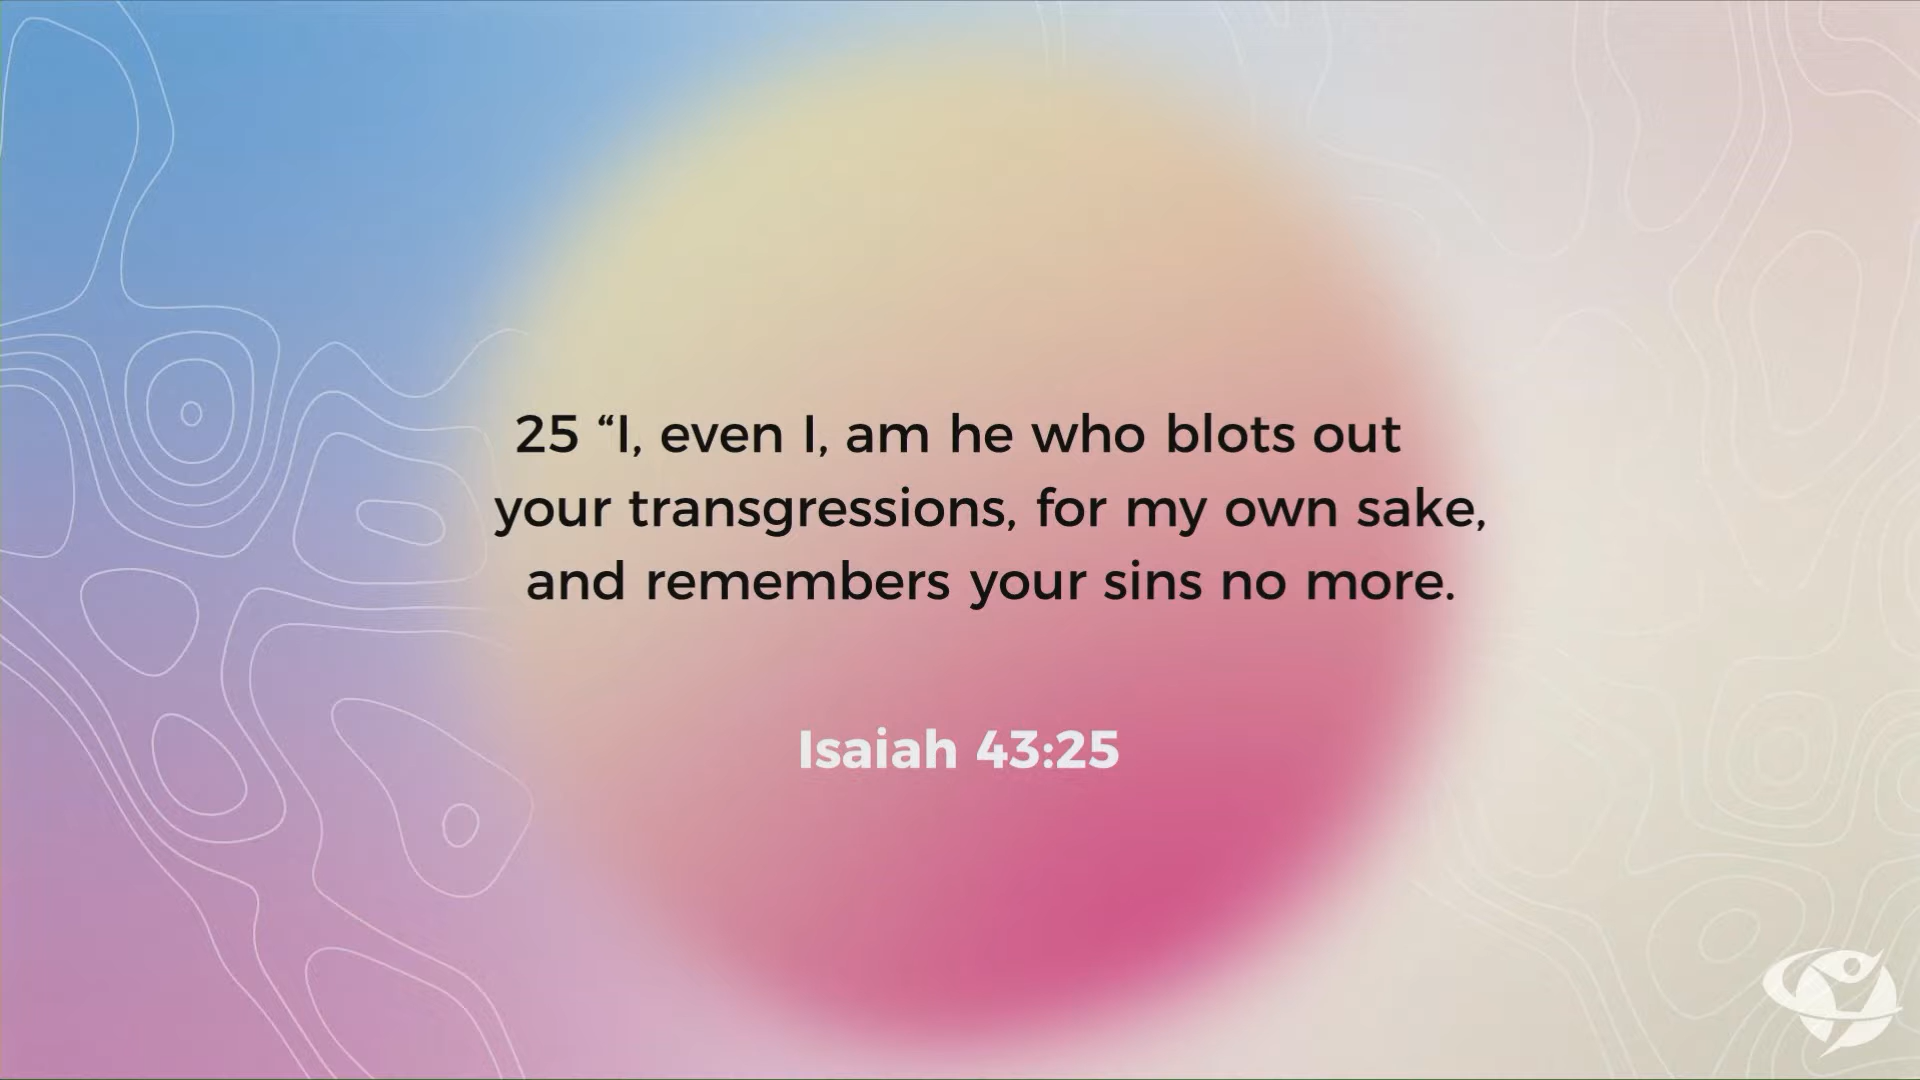 25 “I, even I, am he who blots out
your transgressions, for my own sake,
and remembers your sins no more.
Isaiah 43:25